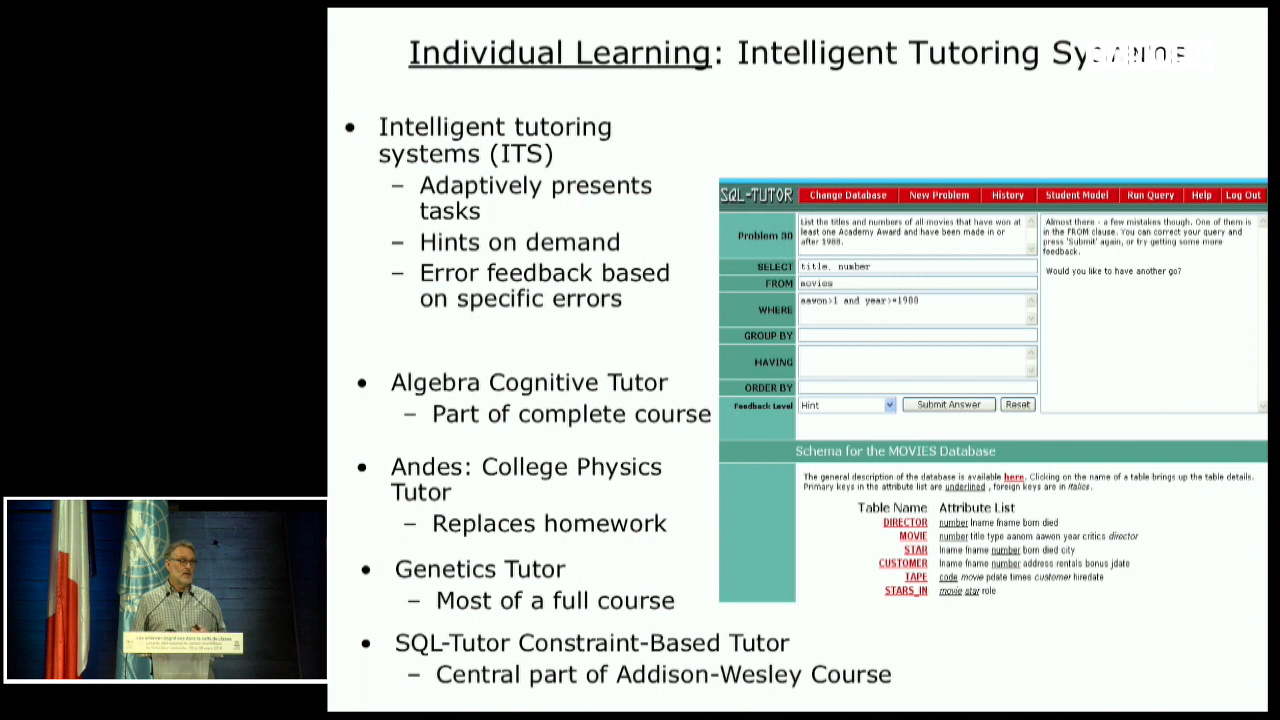 Individual Learning: Intelligent Tutoring Systems
• Intelligent tutoring
systems (ITS)
– Adaptively presents
tasks
– Hints on demand
– Error feedback based
on specific errors
• Algebra Cognitive Tutor
– Part of complete course
• Andes: College Physics
Tutor
– Replaces homework
• Genetics Tutor
– Most of a full course
• SQL-Tutor Constraint-Based Tutor
– Central part of Addison-Wesley Course
SQL-TUTOR Change Database New Problem History Student Model Run Query Help Log Out
Problem 30
List the titles and numbers of all movies that have won at
least one Academy Award and have been made in or
after 1988.
SELECT title, number
FROM movies
WHERE aawon>1 and year>=1988
GROUP BY
HAVING
ORDER BY
Feedback Level Hint Submit Answer Reset
Almost there - a few mistakes though. One of them is
in the FROM clause. You can correct your query and
press 'Submit' again, or try getting some more
feedback.
Would you like to have another go?
Schema for the MOVIES Database
The general description of the database is available here. Clicking on the name of a table brings up the table details.
Primary keys in the attribute list are underlined , foreign keys are in italics.
Table Name Attribute List
DIRECTOR number lname fname born died
MOVIE number title type aanom aawon year critics director
STAR lname fname number born died city
CUSTOMER lname fname number address rentals bonus jdate
TAPE code movie pdate times customer hiredate
STARS_IN movie star role
Les sciences cognitives dans la salle de classe